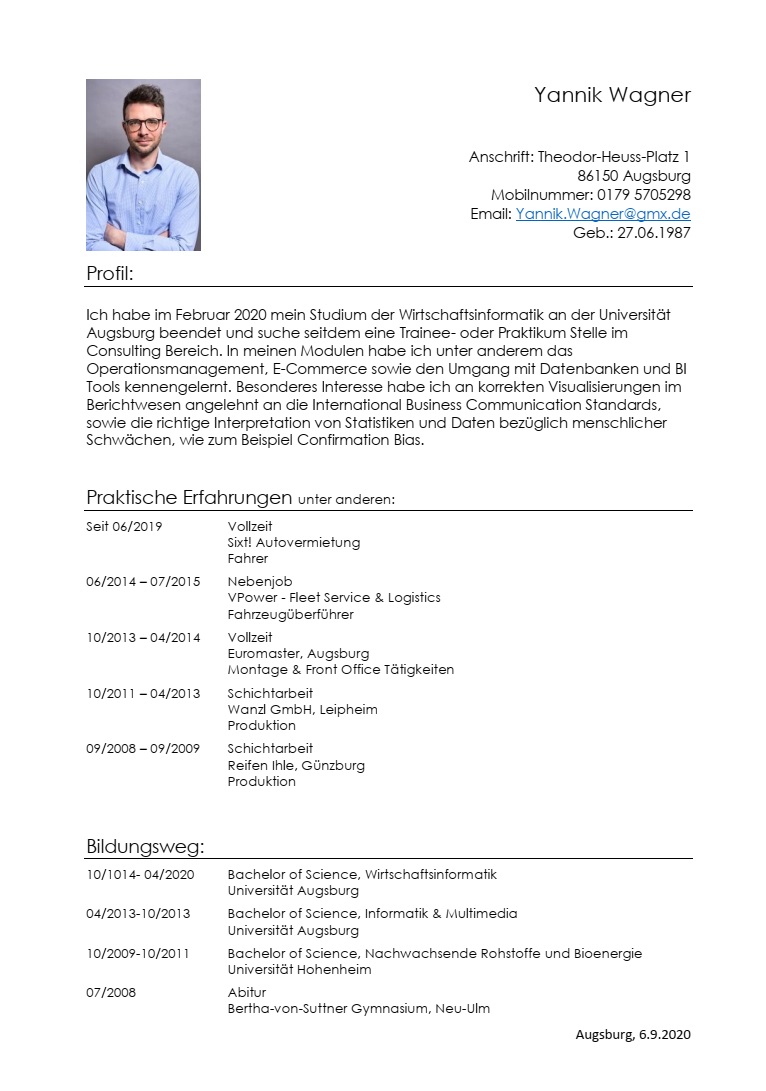 Yannik Wagner
Anschrift: Theodor-Heuss-Platz 1
86150 Augsburg
Mobilnummer: 0179 5705298
Email: Yannik.Wagner@gmx.de
Geb.: 27.06.1987
Profil:
Ich habe im Februar 2020 mein Studium der Wirtschaftsinformatik an der Universität
Augsburg beendet und suche seitdem eine Trainee- oder Praktikum Stelle im
Consulting Bereich. In meinen Modulen habe ich unter anderem das
Operationsmanagement, E-Commerce sowie den Umgang mit Datenbanken und BI
Tools kennengelernt. Besonderes Interesse habe ich an korrekten Visualisierungen im
Berichtwesen angelehnt an die International Business Communication Standards,
sowie die richtige Interpretation von Statistiken und Daten bezüglich menschlicher
Schwächen, wie zum Beispiel Confirmation Bias.
Praktische Erfahrungen unter anderen:
Seit 06/2019 Vollzeit
Sixt! Autovermietung
Fahrer
06/2014 – 07/2015 Nebenjob
VPower - Fleet Service & Logistics
Fahrzeugüberführer
10/2013 – 04/2014 Vollzeit
Euromaster, Augsburg
Montage & Front Office Tätigkeiten
10/2011 – 04/2013 Schichtarbeit
Wanzl GmbH, Leipheim
Produktion
09/2008 – 09/2009 Schichtarbeit
Reifen Ihle, Günzburg
Produktion
Bildungsweg:
10/1014- 04/2020 Bachelor of Science, Wirtschaftsinformatik
Universität Augsburg
04/2013-10/2013 Bachelor of Science, Informatik & Multimedia
Universität Augsburg
10/2009-10/2011 Bachelor of Science, Nachwachsende Rohstoffe und Bioenergie
Universität Hohenheim
07/2008 Abitur
Bertha-von-Suttner Gymnasium, Neu-Ulm
Augsburg, 6.9.2020